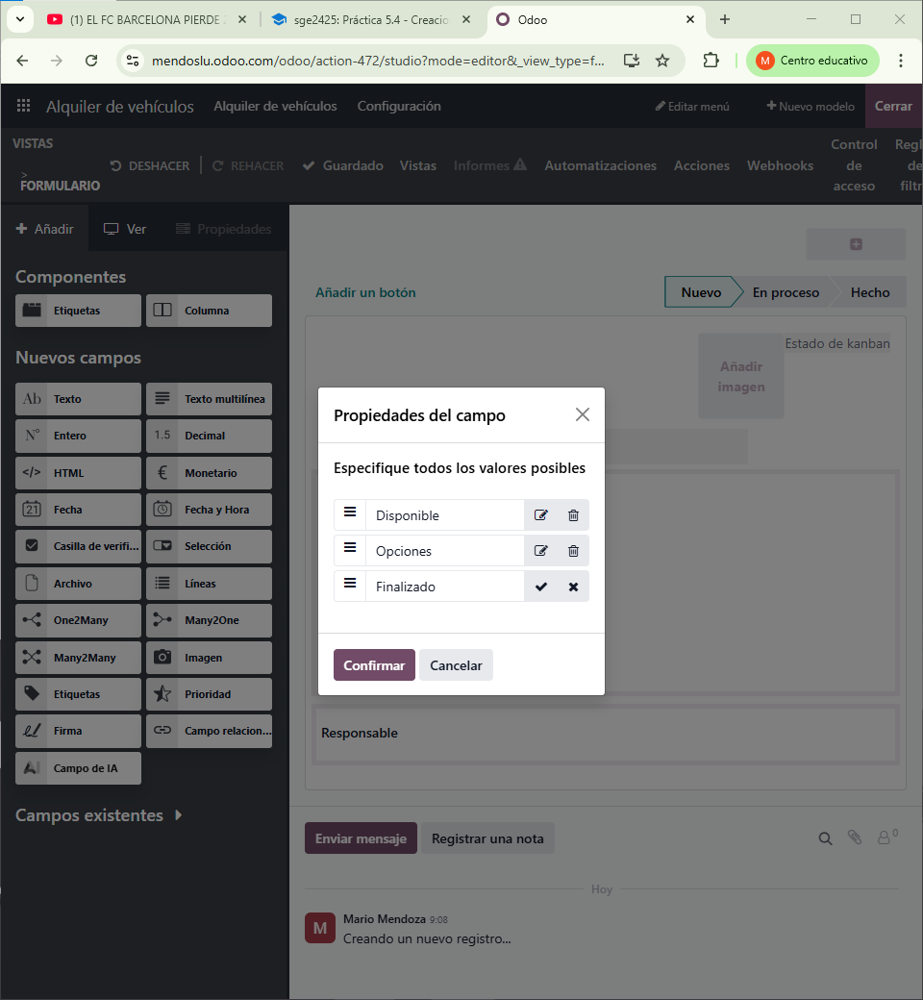 (1) EL FC BARCELONA PIERDE
sge2425: Práctica 5.4 - Creacio
Odoo
mendoslu.odoo.com/odoo/action-472/studio?mode=editor&_view_type=f...
M
Centro educativo
Alquiler de vehículos
Alquiler de vehículos
Configuración
Editar menú
Nuevo modelo
Cerrar
VISTAS
>
FORMULARIO
DESHACER
REHACER
Guardado
Vistas
Informes
Automatizaciones
Acciones
Webhooks
Control
de
acceso
Regl
de
filtr
Añadir
Ver
Propiedades
Componentes
Etiquetas
Columna
Nuevos campos
Ab Texto
Texto multilínea
N° Entero
1.5 Decimal
</> HTML
€ Monetario
21 Fecha
Fecha y Hora
Casilla de verifi...
Selección
Archivo
Líneas
One2Many
Many2One
Many2Many
Imagen
Etiquetas
Prioridad
Firma
Campo relacion...
AI Campo de IA
Campos existentes
Añadir un botón
Nuevo
En proceso
Hecho
Añadir
imagen
Estado de kanban
Propiedades del campo
Especifique todos los valores posibles
Disponible
Opciones
Finalizado
Confirmar
Cancelar
Responsable
Enviar mensaje
Registrar una nota
0
Hoy
M
Mario Mendoza 9:08
Creando un nuevo registro...